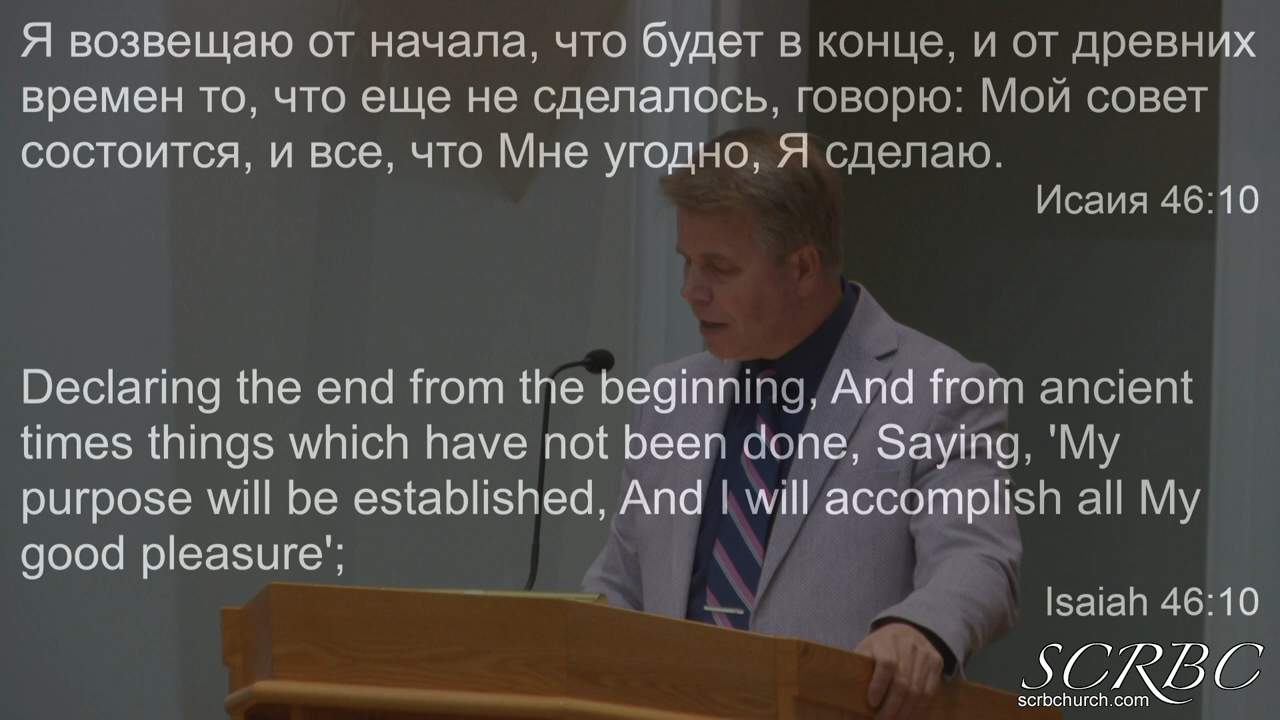 Я возвещаю от начала, что будет в конце, и от древних
времен то, что еще не сделалось, говорю: Мой совет
состоится, и все, что Мне угодно, Я сделаю.
Исаия 46:10
Declaring the end from the beginning, And from ancient
times things which have not been done, Saying, 'My
purpose will be established, And I will accomplish all My
good pleasure';
Isaiah 46:10
SCRBC
scrbchurch.com